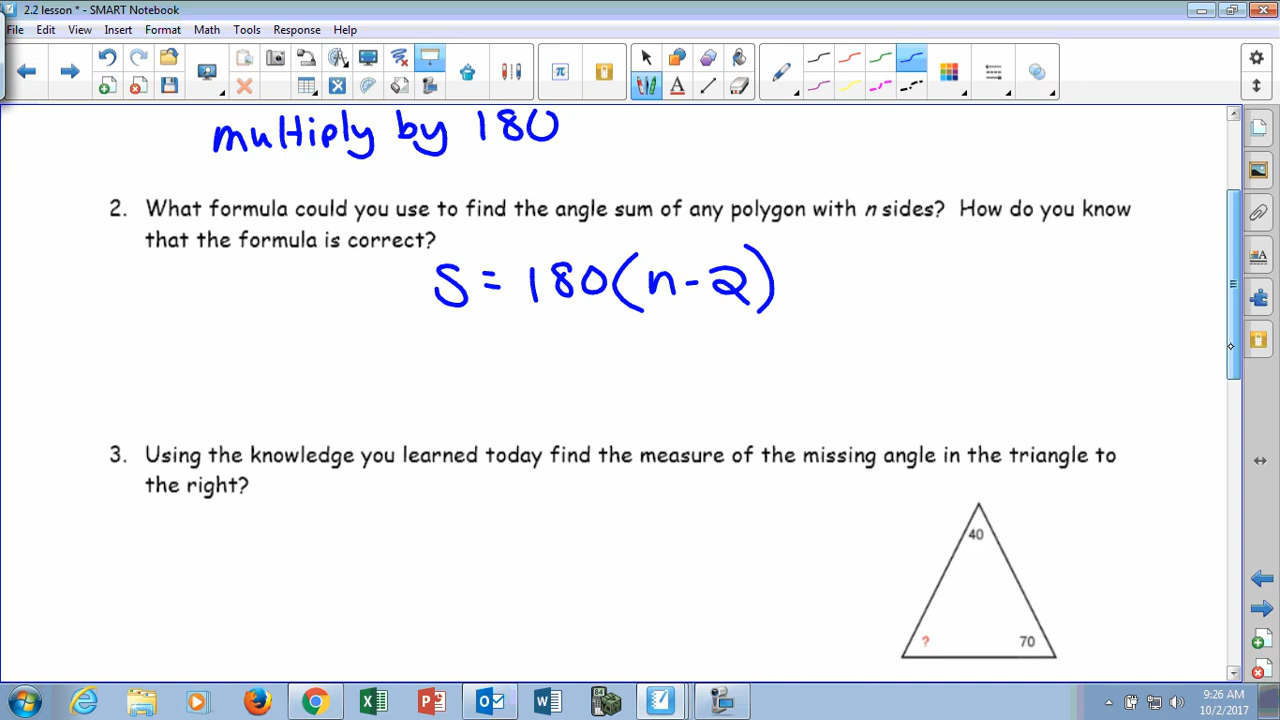 2.2 lesson * - SMART Notebook
File Edit View Insert Format Math Tools Response Help
multiply by 180
2. What formula could you use to find the angle sum of any polygon with n sides? How do you know
that the formula is correct?
S = 180(n-2)
3. Using the knowledge you learned today find the measure of the missing angle in the triangle to
the right?
40
? 70
9:26 AM
10/2/2017